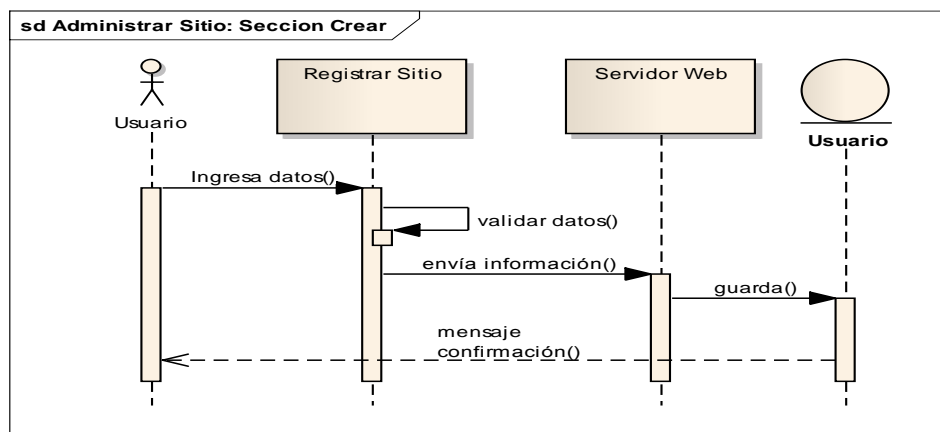 sd Administrar Sitio: Seccion Crear
Registrar Sitio
Servidor Web
Usuario
Usuario
Ingresa datos()
validar datos()
envía información()
guarda()
mensaje
confirmación()